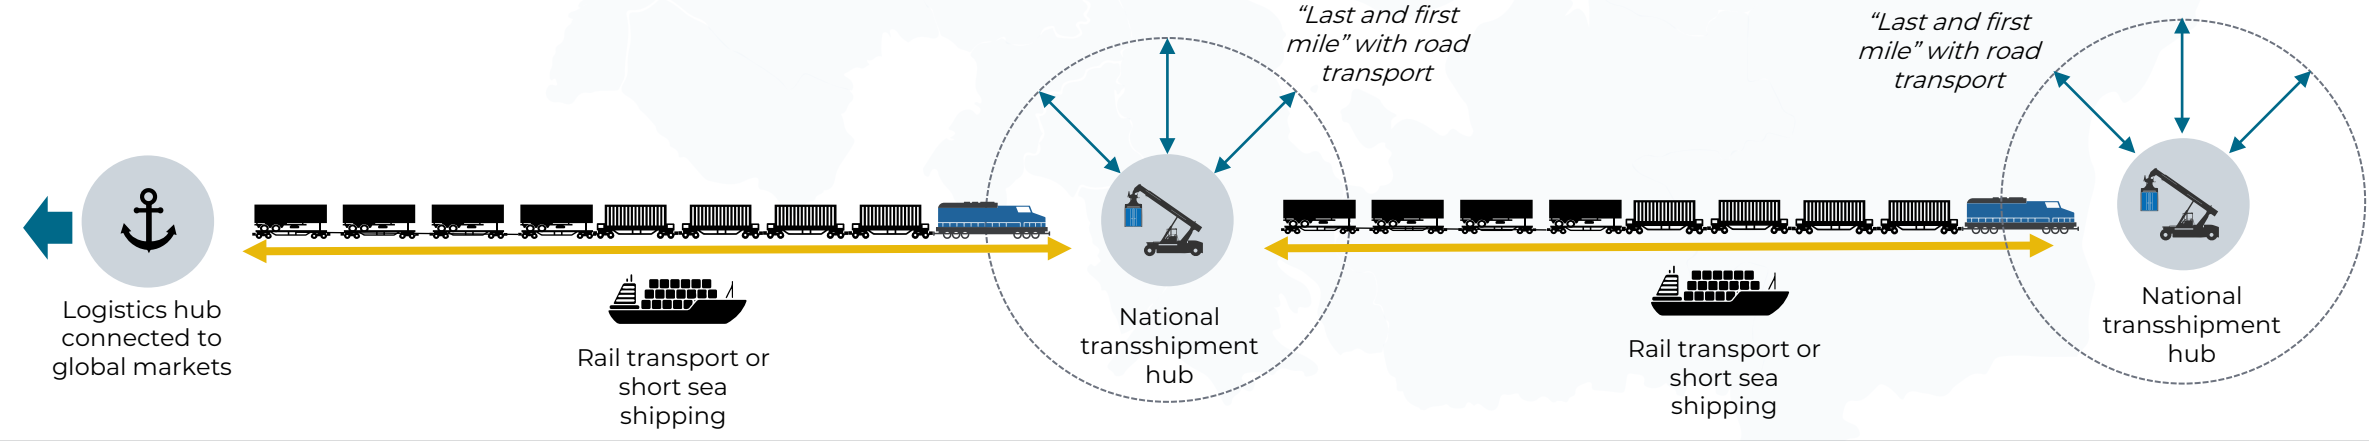 “Last and first
mile” with road
transport
“Last and first
mile” with road
transport
Logistics hub
connected to
global markets
Rail transport or
short sea
shipping
National
transshipment
hub
Rail transport or
short sea
shipping
National
transshipment
hub